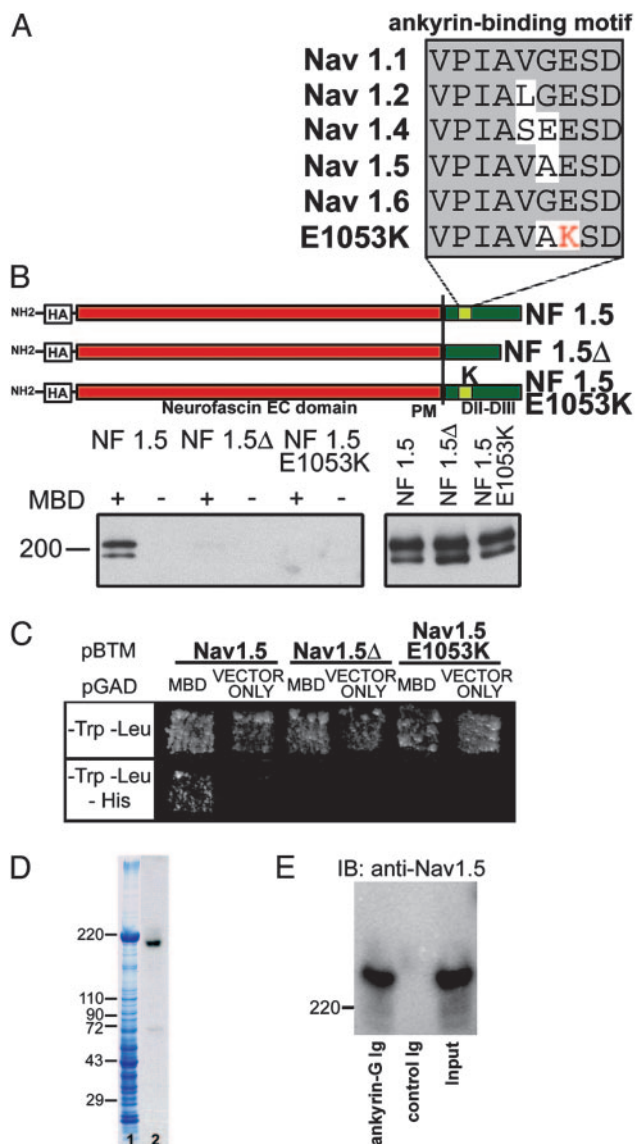 A
ankyrin-binding motif
Nav 1.1 VPIAVGESD
Nav 1.2 VPIALGESD
Nav 1.4 VPIASEESD
Nav 1.5 VPIAVAESD
Nav 1.6 VPIAVGESD
E1053K VPIAVAKSD
B
NH2- HA NF 1.5
NH2- HA NF 1.5Δ
K
NH2- HA NF 1.5 E1053K
Neurofascin EC domain PM DII-DIII
NF 1.5 NF 1.5Δ NF 1.5 E1053K
NF 1.5 NF 1.5Δ NF 1.5 E1053K
MBD + - + - + -
200
C
pBTM Nav1.5 Nav1.5Δ Nav1.5 E1053K
pGAD MBD VECTOR ONLY MBD VECTOR ONLY MBD VECTOR ONLY
-Trp -Leu
-Trp -Leu
- His
D
220
110
90
72
43
29
1 2
E
IB: anti-Nav1.5
220
ankyrin-G Ig
control Ig
Input